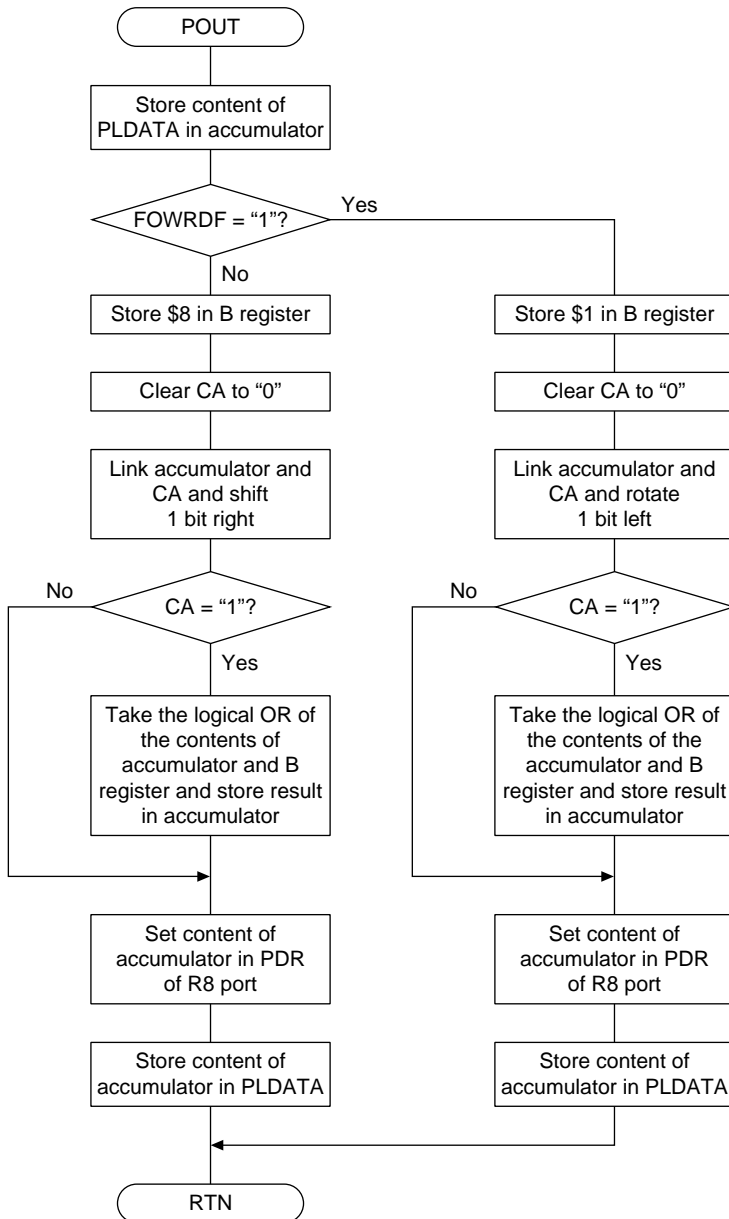 POUT
Store content of
PLDATA in accumulator
FOWRDF = “1”?
Yes
No
Store $8 in B register
Clear CA to “0”
Link accumulator and
CA and shift
1 bit right
CA = “1”?
No
Yes
Take the logical OR of
the contents of
accumulator and B
register and store result
in accumulator
Set content of
accumulator in PDR
of R8 port
Store content of
accumulator in PLDATA
Store $1 in B register
Clear CA to “0”
Link accumulator and
CA and rotate
1 bit left
CA = “1”?
No
Yes
Take the logical OR of
the contents of the
accumulator and B
register and store result
in accumulator
Set content of
accumulator in PDR
of R8 port
Store content of
accumulator in PLDATA
RTN